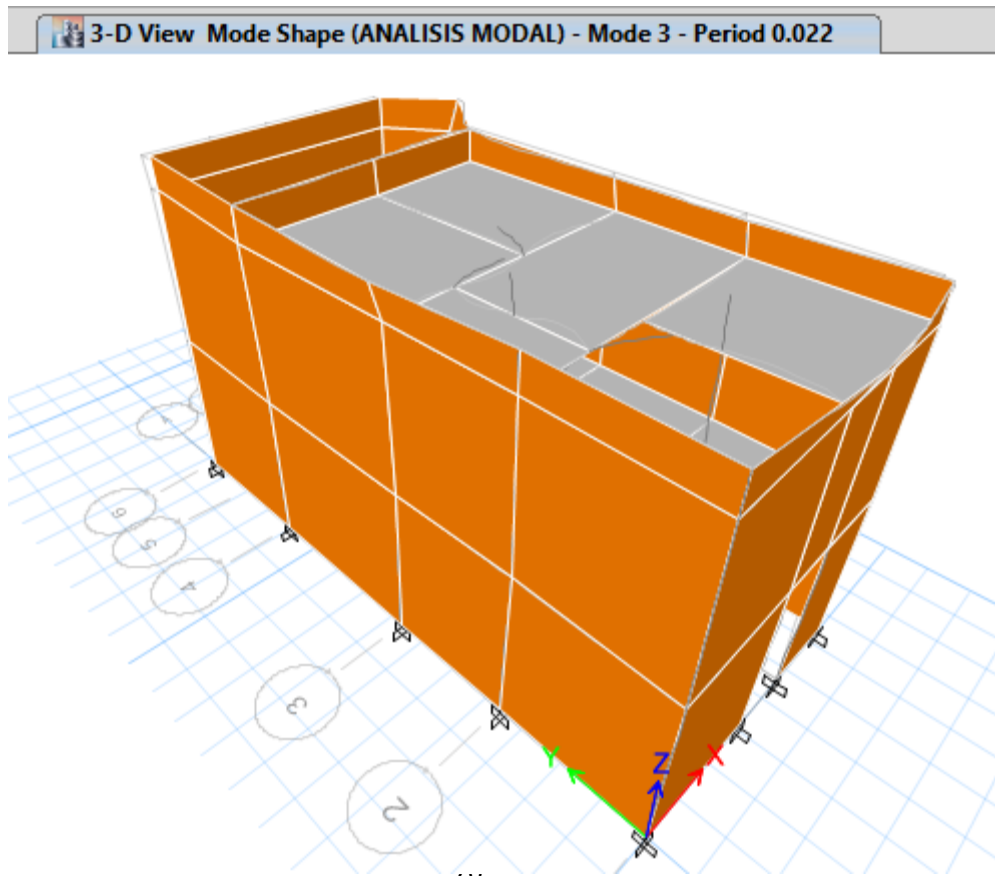 3-D View Mode Shape (ANALISIS MODAL) - Mode 3 - Period 0.022
6
5
4
3
2
Y
Z
X